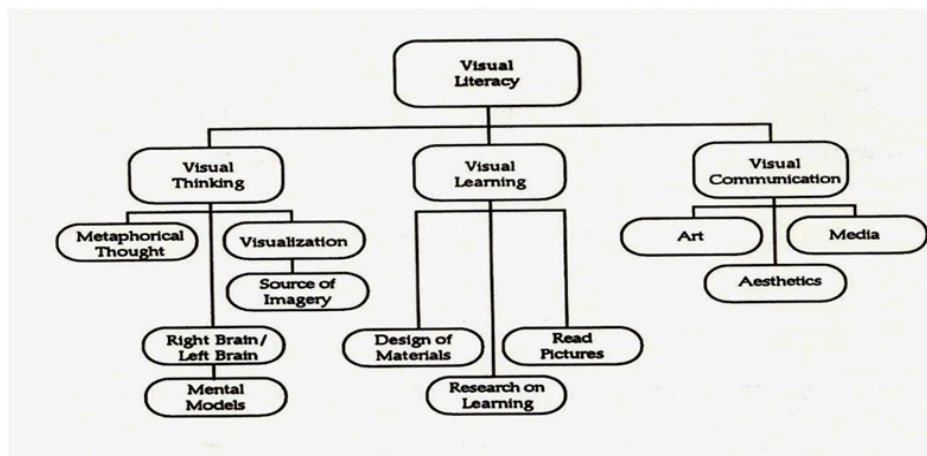 Visual
Literacy
Visual
Thinking
Visual
Learning
Visual
Communication
Metaphorical
Thought
Visualization
Art
Media
Source of
Imagery
Aesthetics
Right Brain/
Left Brain
Design of
Materials
Read
Pictures
Mental
Models
Research on
Learning